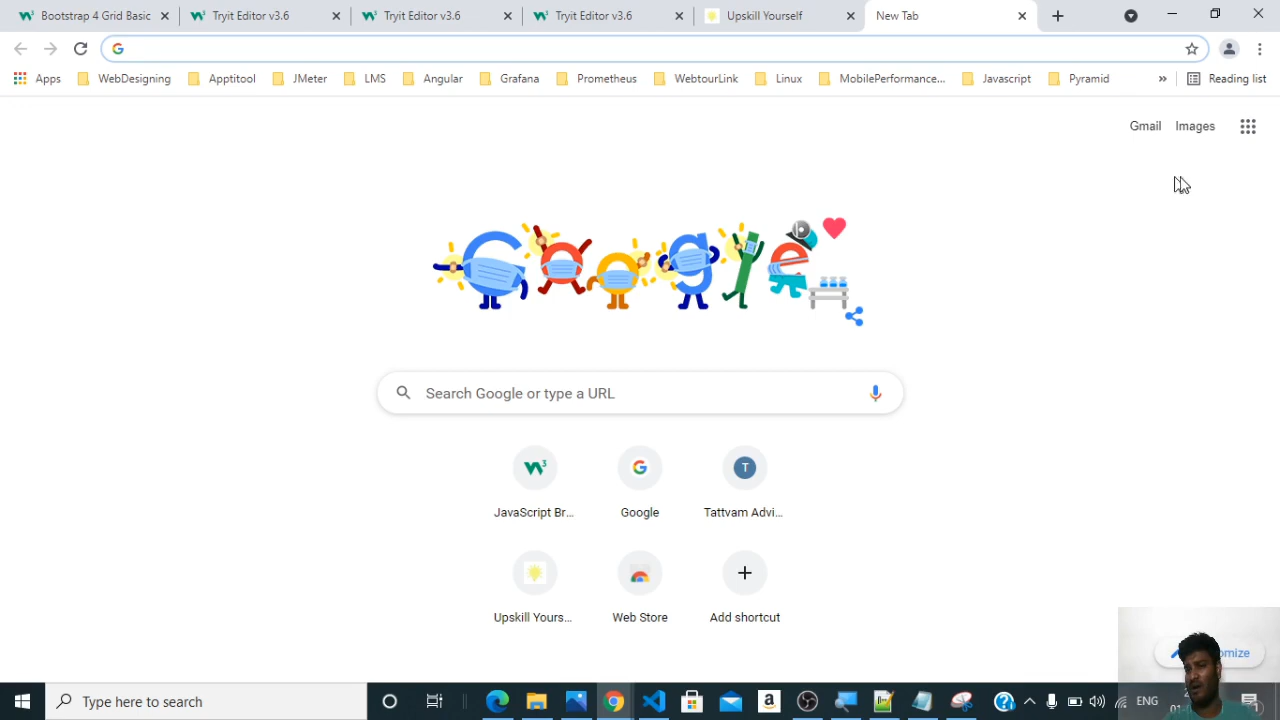 Bootstrap 4 Grid Basic
Tryit Editor v3.6
Tryit Editor v3.6
Tryit Editor v3.6
Upskill Yourself
New Tab
Apps
WebDesigning
Apptitool
JMeter
LMS
Angular
Grafana
Prometheus
WebtourLink
Linux
MobilePerformance...
Javascript
Pyramid
»
Reading list
Gmail
Images
Google
Search Google or type a URL
JavaScript Br...
Google
T
Tattvam Advi...
Upskill Yours...
Web Store
Add shortcut
Type here to search
ENG